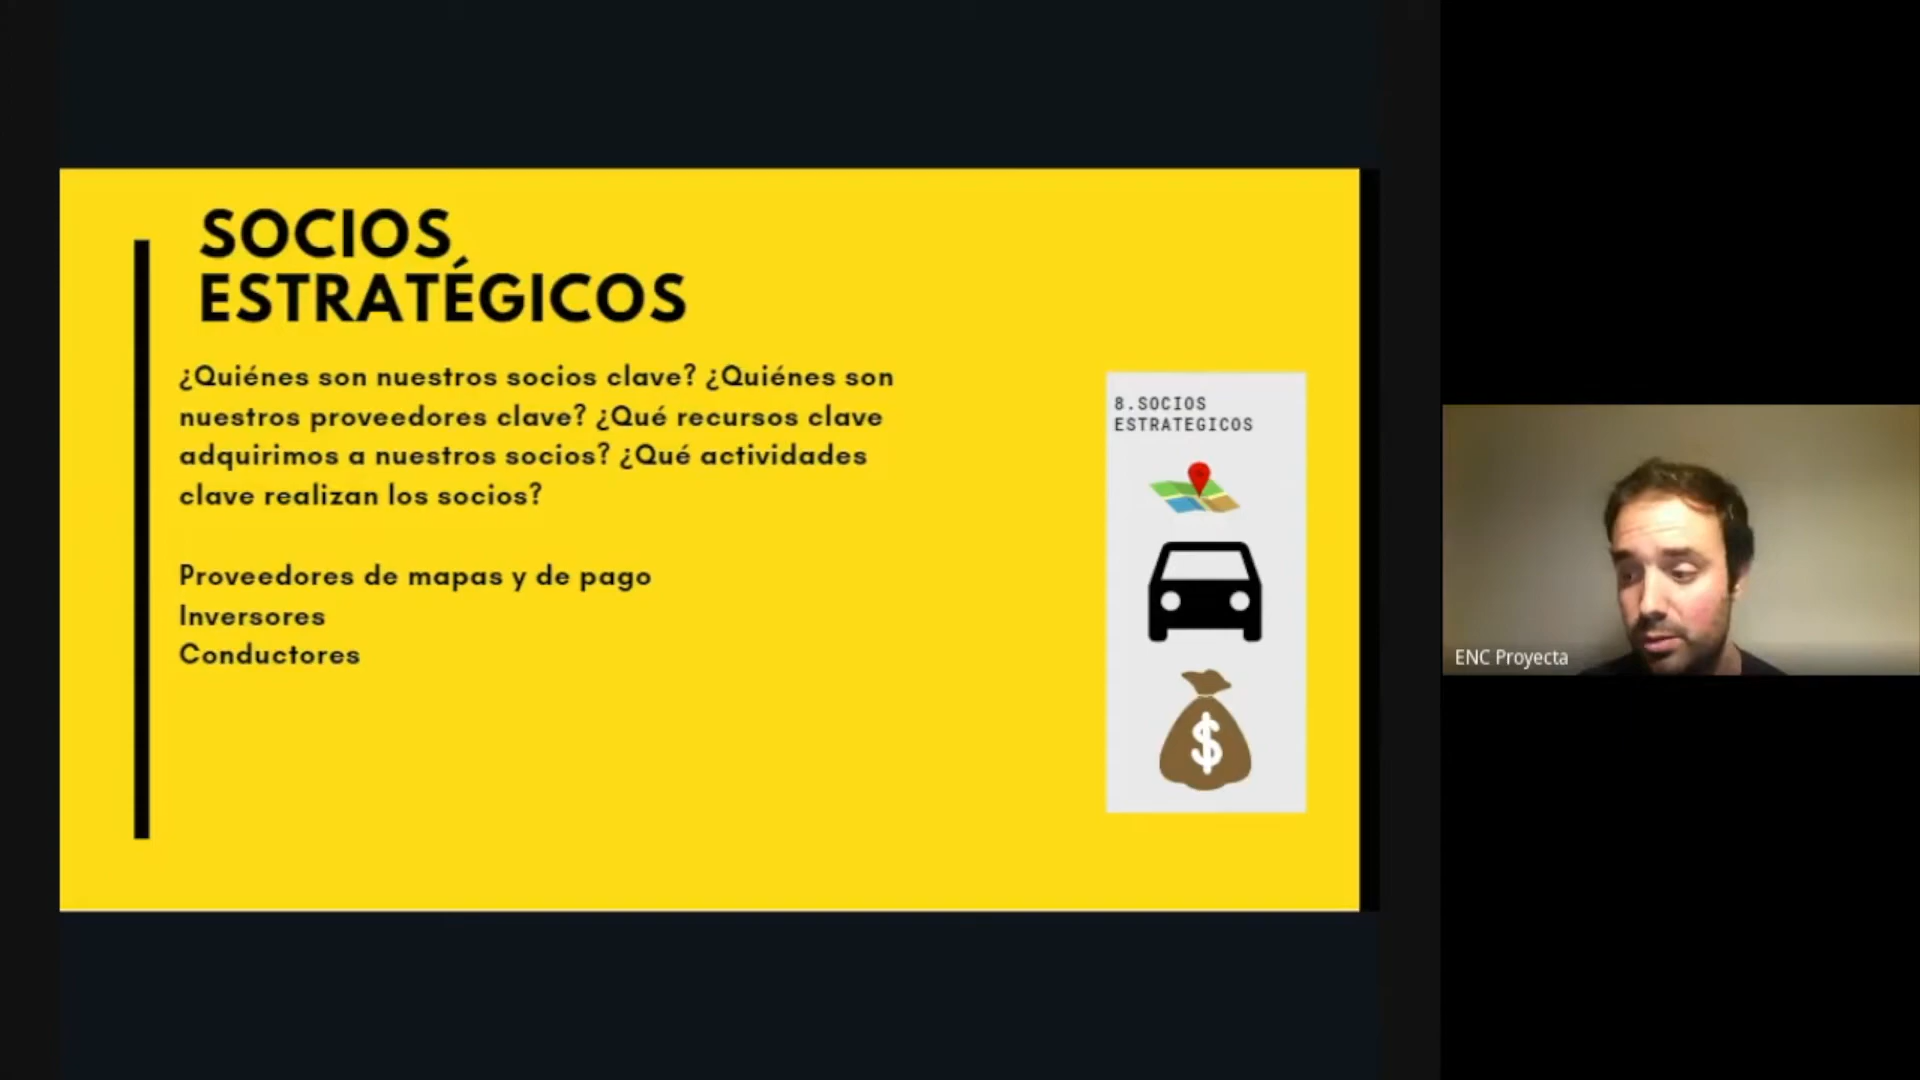 SOCIOS
ESTRATÉGICOS
¿Quiénes son nuestros socios clave? ¿Quiénes son
nuestros proveedores clave? ¿Qué recursos clave
adquirimos a nuestros socios? ¿Qué actividades
clave realizan los socios?
Proveedores de mapas y de pago
Inversores
Conductores
8.SOCIOS
ESTRATEGICOS
$
ENC Proyecta